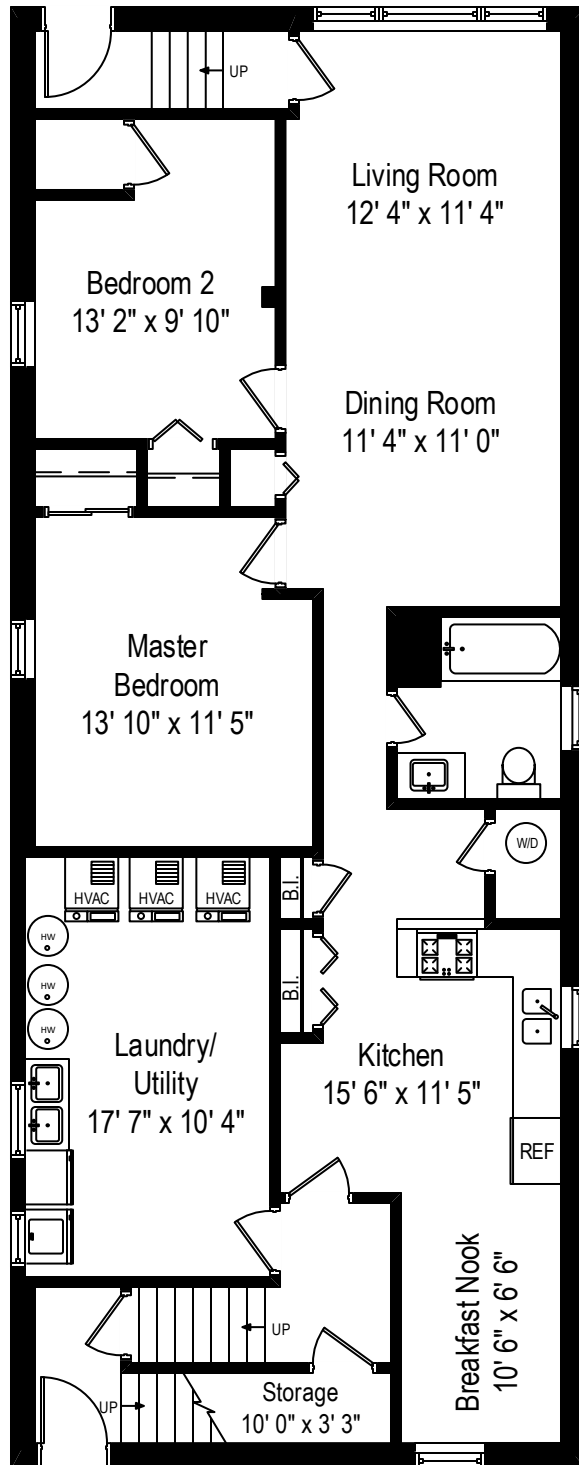 UP
Living Room
12' 4" x 11' 4"
Bedroom 2
13' 2" x 9' 10"
Dining Room
11' 4" x 11' 0"
Master
Bedroom
13' 10" x 11' 5"
W/D
HVAC
HVAC
HVAC
B.I.
HW
HW
HW
B.I.
Laundry/
Utility
17' 7" x 10' 4"
Kitchen
15' 6" x 11' 5"
REF
Breakfast Nook
10' 6" x 6' 6"
UP
UP
Storage
10' 0" x 3' 3"